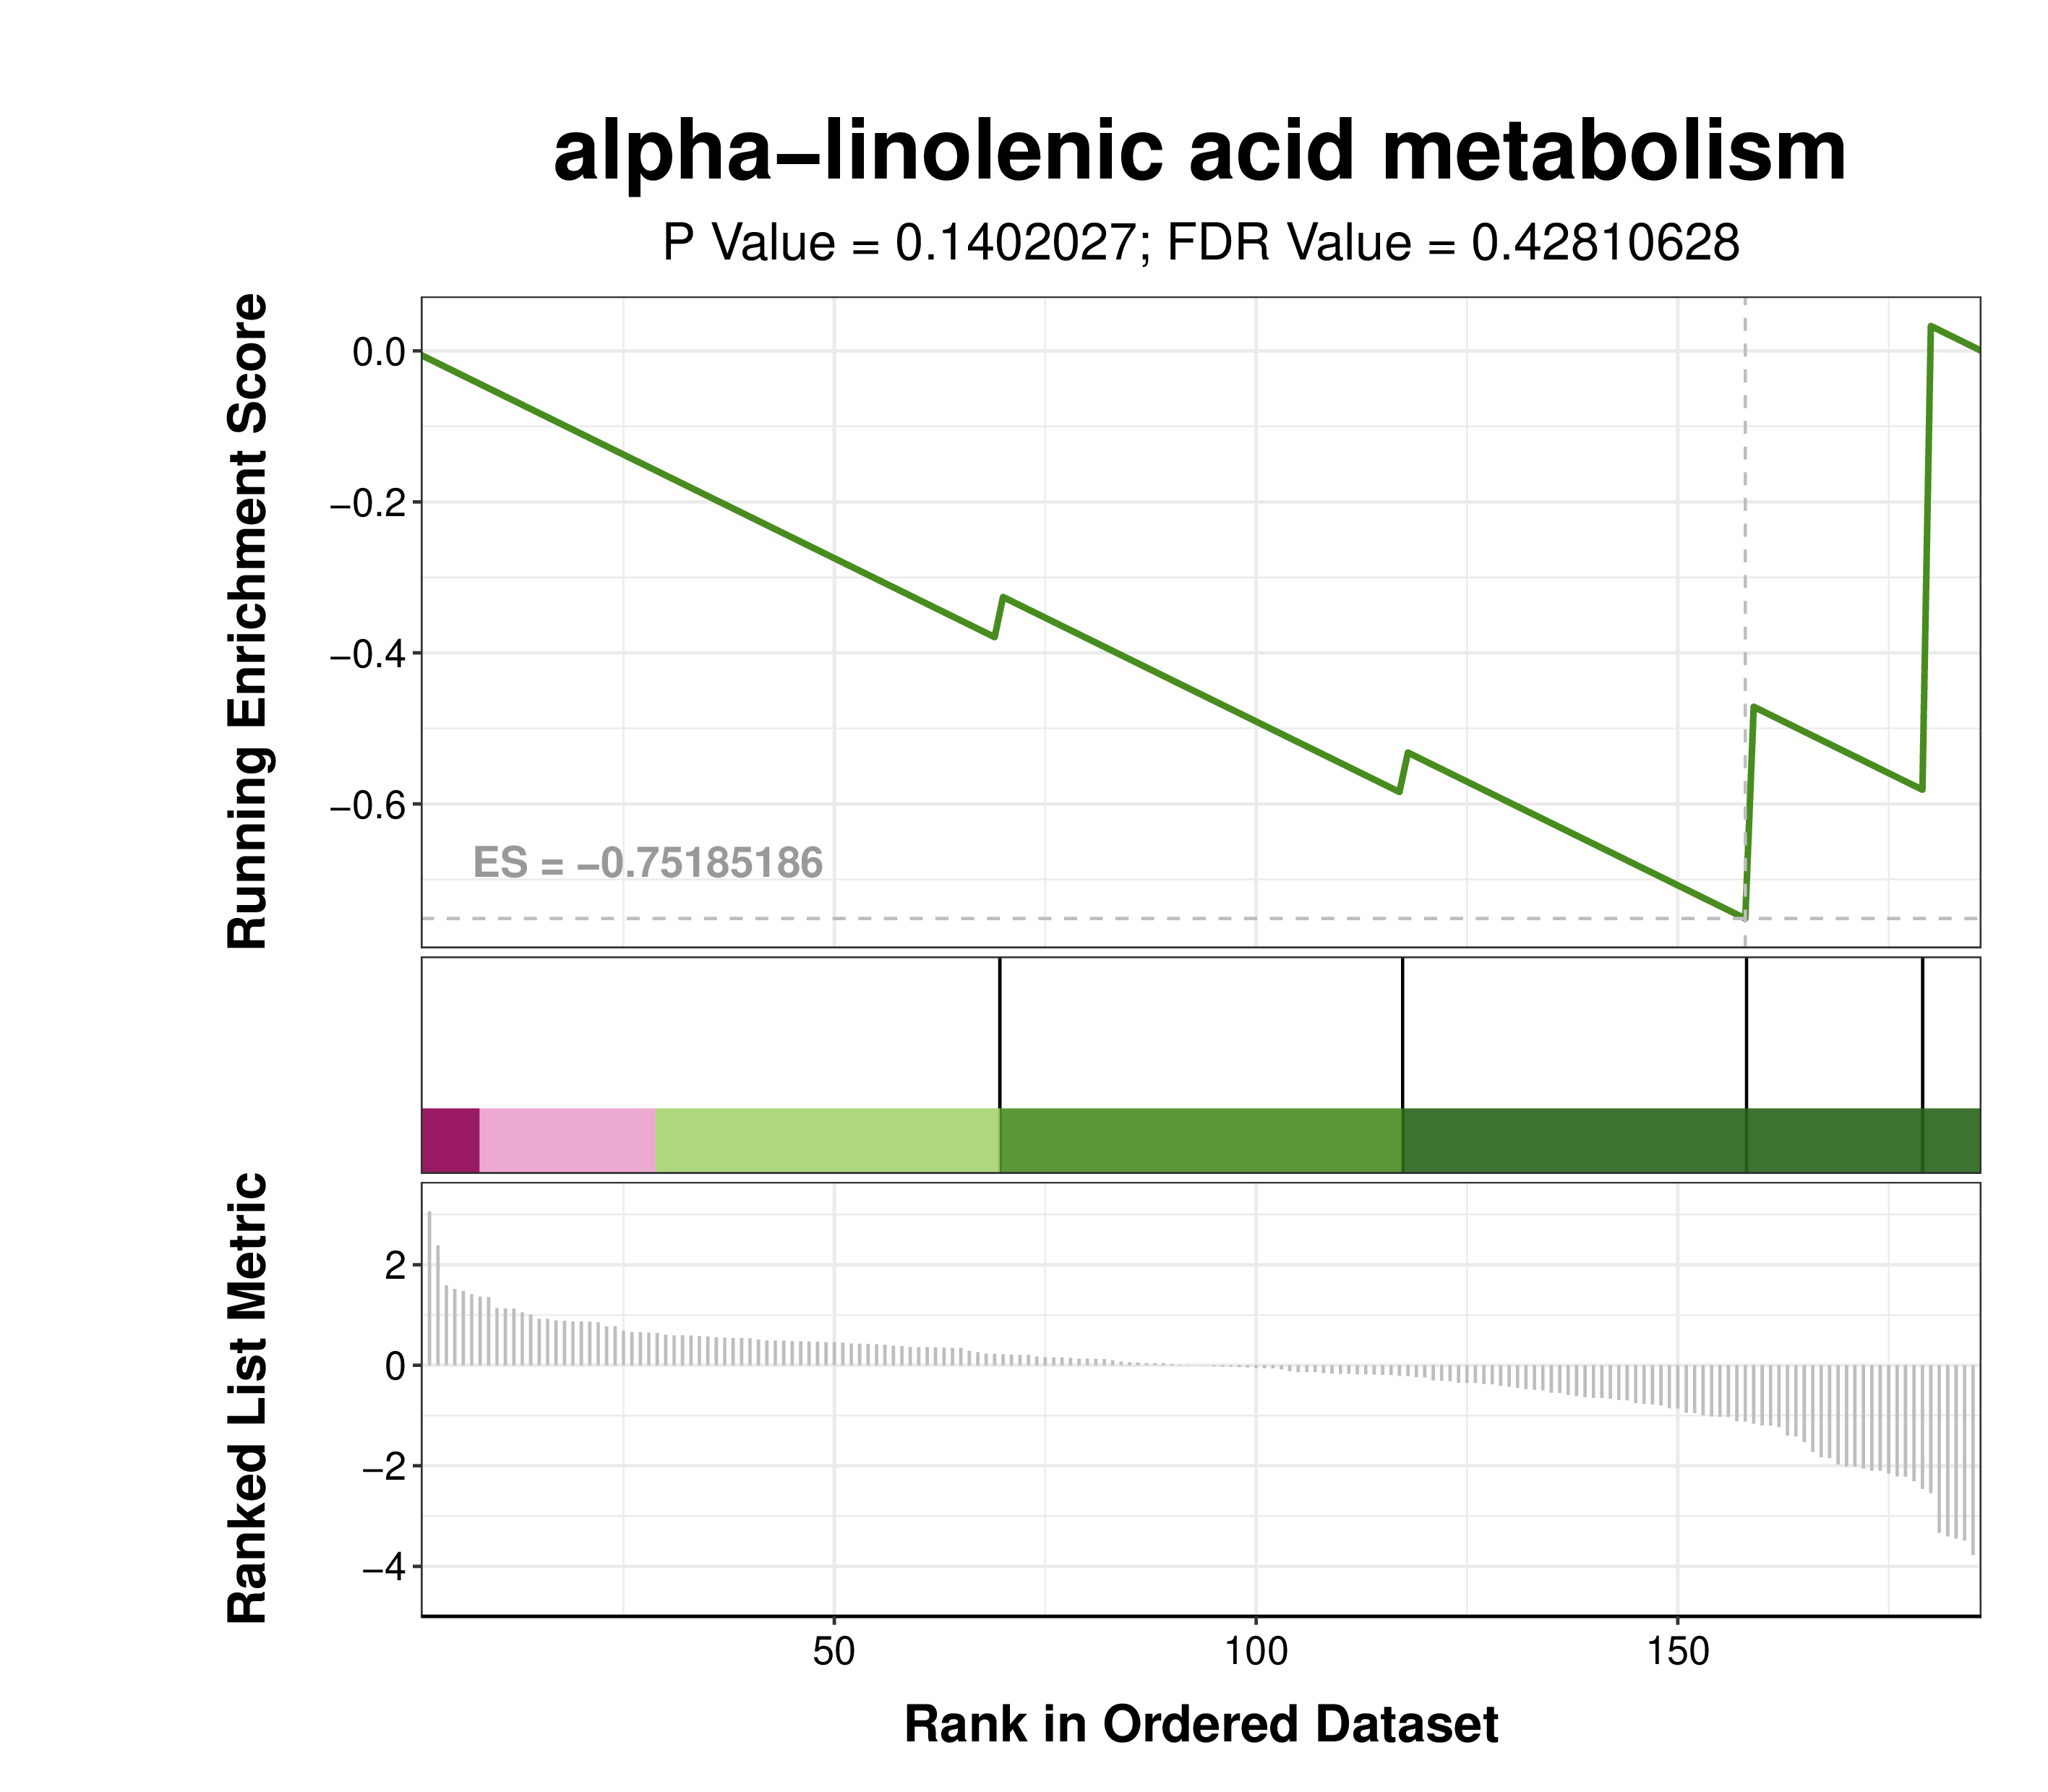 alpha−linolenic acid metabolism
P Value = 0.1402027; FDR Value = 0.42810628
Running Enrichment Score
0.0
−0.2
−0.4
−0.6
ES = −0.75185186
Ranked List Metric
2
0
−2
−4
50
100
150
Rank in Ordered Dataset